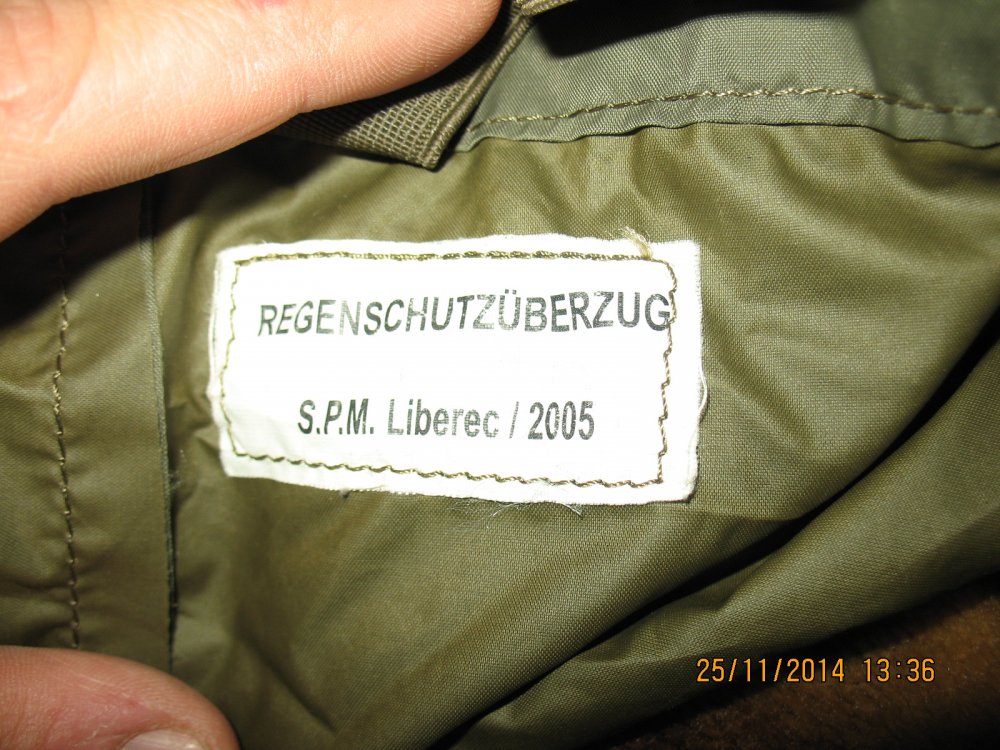 REGENSCHUTZÜBERZUG
S.P.M. Liberec / 2005
25/11/2014 13:36